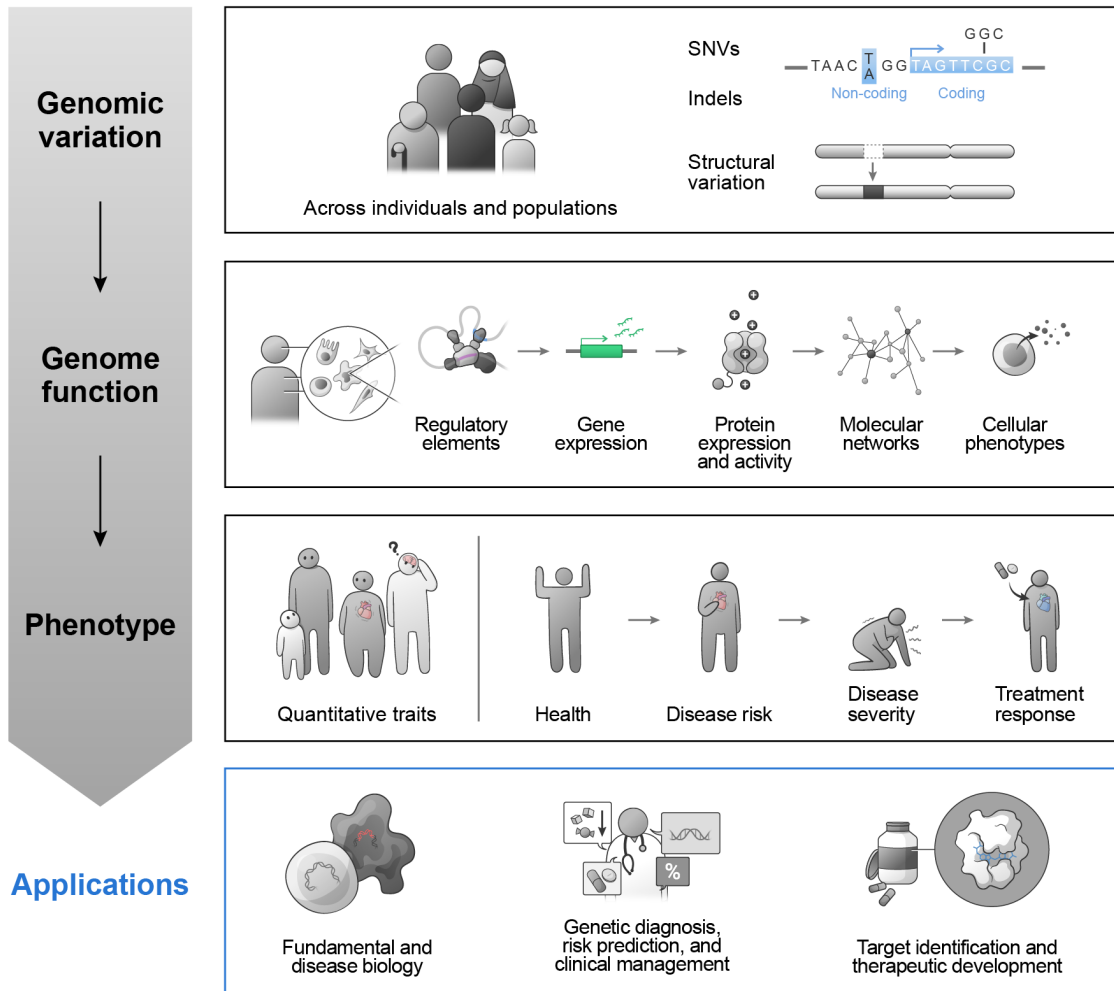 Genomic
variation
Genome
function
Phenotype
Applications
Across individuals and populations
SNVs
Indels
Structural
variation
GGC
TAAC T GG TAGTTCGC
A
Non-coding Coding
Regulatory
elements
Gene
expression
Protein
expression
and activity
Molecular
networks
Cellular
phenotypes
?
Quantitative traits
Health
Disease risk
Disease
severity
Treatment
response
%
Fundamental and
disease biology
Genetic diagnosis,
risk prediction, and
clinical management
Target identification and
therapeutic development